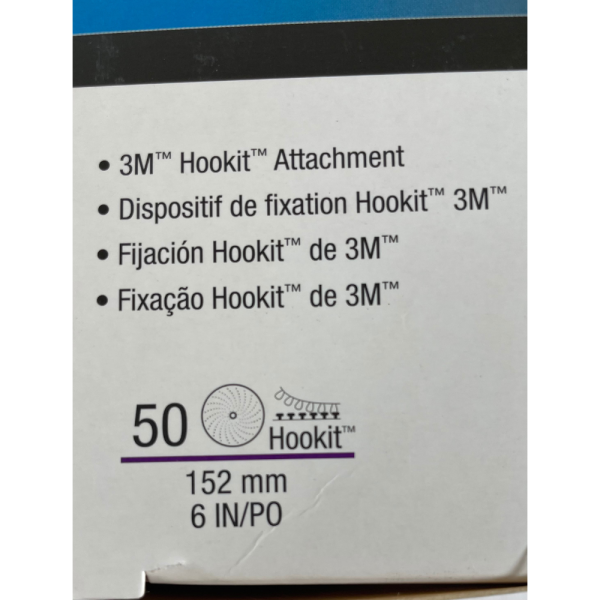 • 3M™ Hookit™ Attachment
• Dispositif de fixation Hookit™ 3M™
• Fijación Hookit™ de 3M™
• Fixação Hookit™ de 3M™
50
Hookit™
152 mm
6 IN/PO